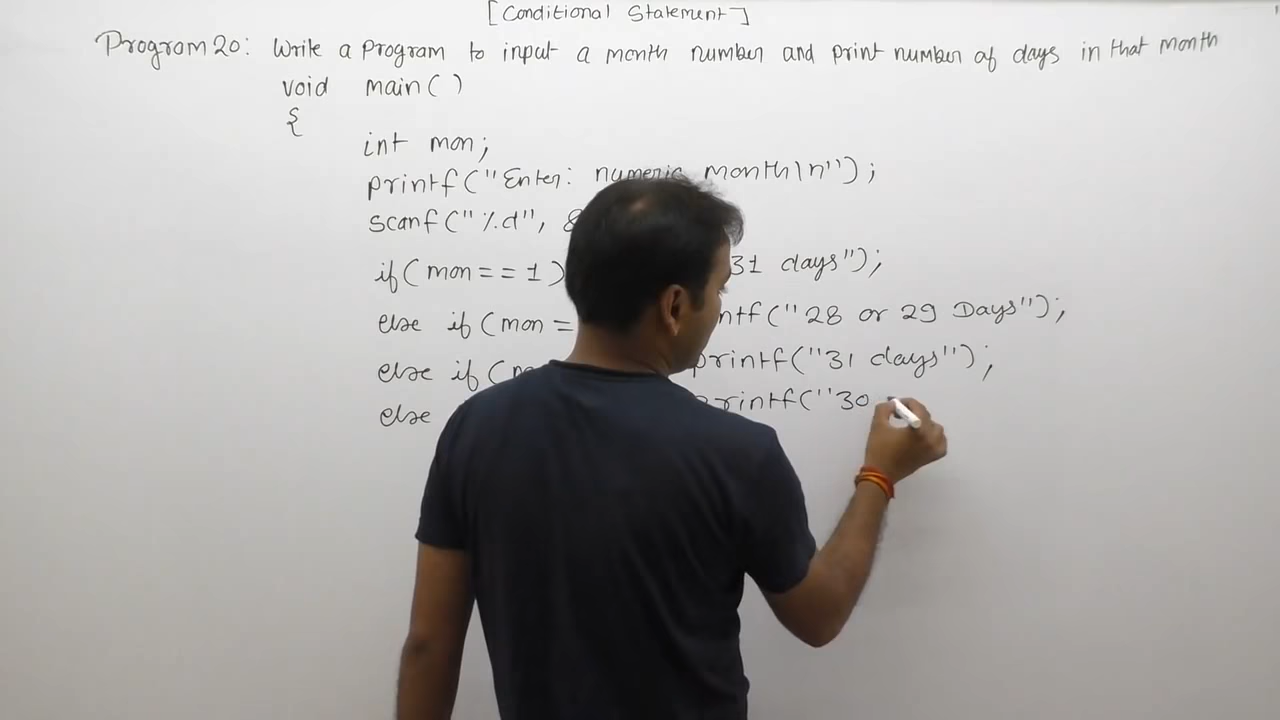 [Conditional Statement]
Program 20: Write a program to input a month number and print number of days in that month
void main( )
{
int mon;
printf("Enter: numeric month\n");
scanf("%d", &
if(mon==1) 31 days");
else if(mon= ntf("28 or 29 Days");
else if(m printf("31 days");
else printf("30